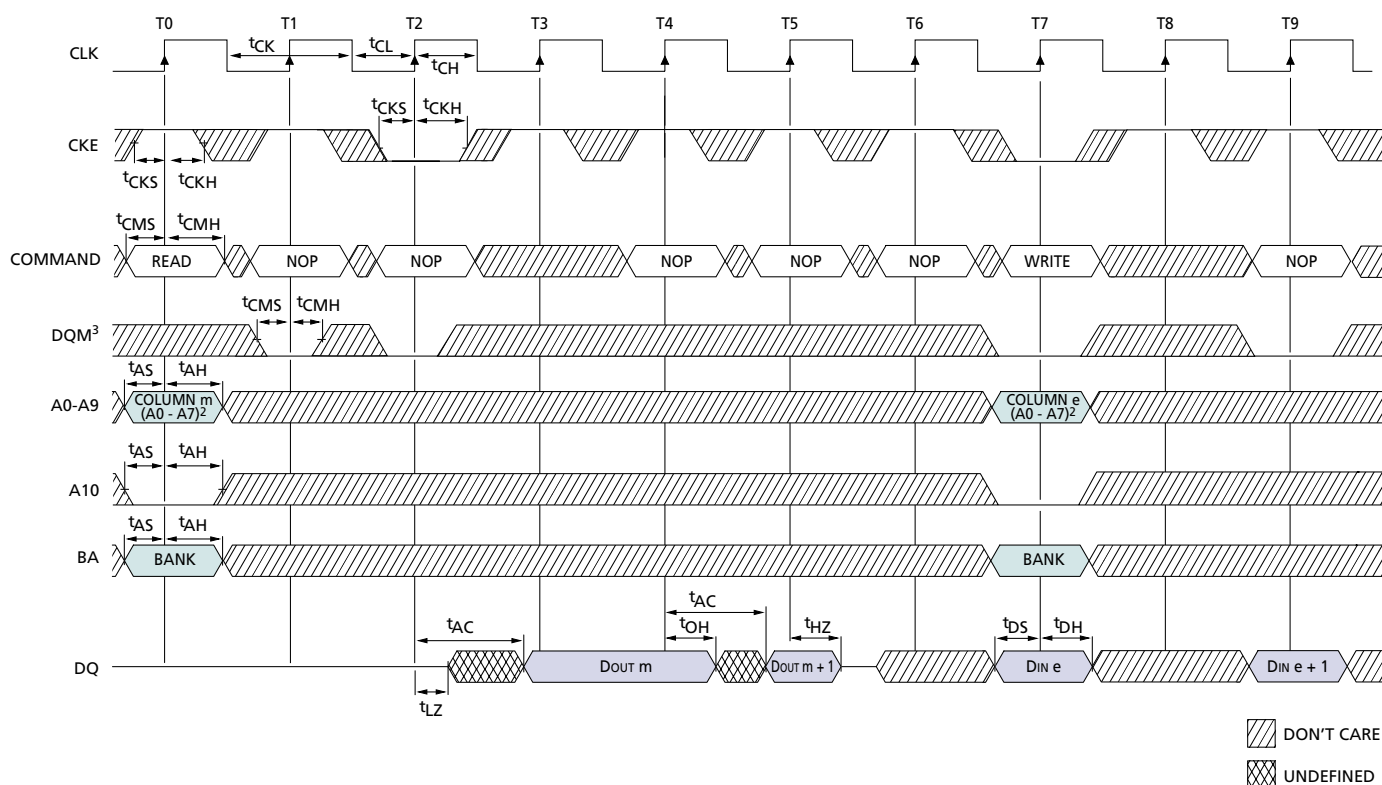 T0 T1 T2 T3 T4 T5 T6 T7 T8 T9
CLK
tCK tCL
tCH
tCKS tCKH
CKE
tCKS tCKH
tCMS tCMH
COMMAND READ NOP NOP NOP NOP NOP WRITE NOP
tCMS tCMH
DQM3
tAS tAH
A0-A9 COLUMN m (A0 - A7)2 COLUMN e (A0 - A7)2
tAS tAH
A10
tAS tAH
BA BANK BANK
tAC tAC
tOH tHZ tDS tDH
DQ DOUT m DOUT m + 1 DIN e DIN e + 1
tLZ
DON'T CARE
UNDEFINED